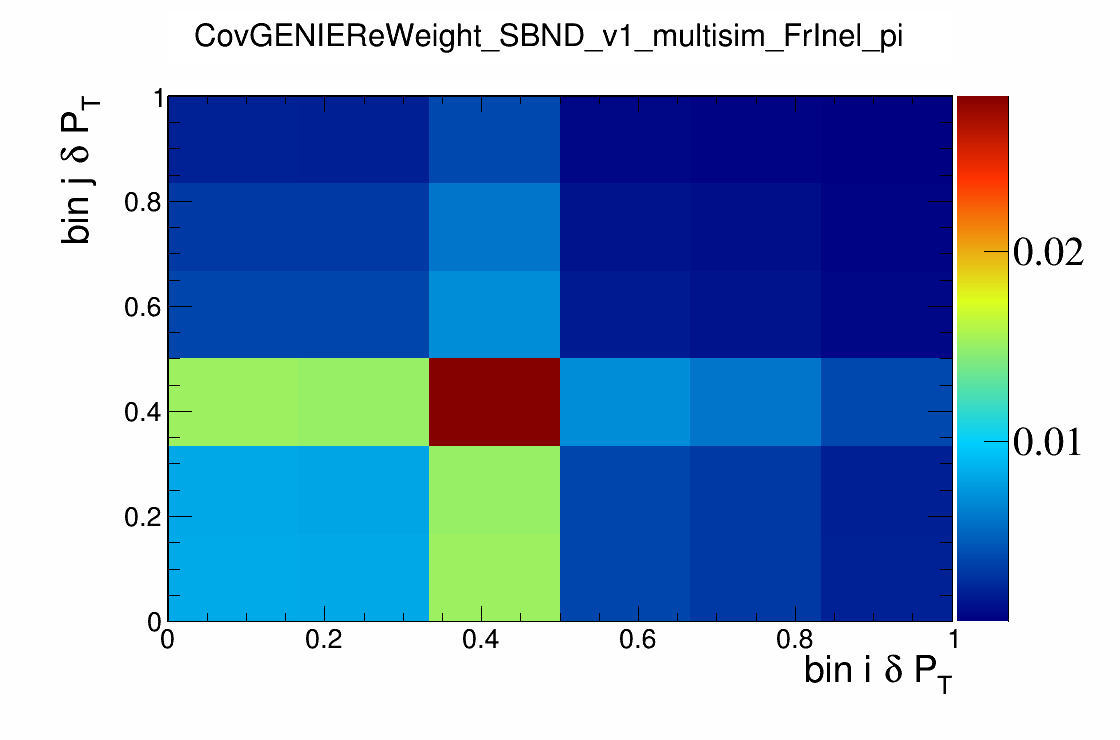 CovGENIEReWeight_SBND_v1_multisim_FrInel_pi
bin j δ P_T
1
0.8
0.6
0.4
0.2
0
0 0.2 0.4 0.6 0.8 1
bin i δ P_T
0.02
0.01